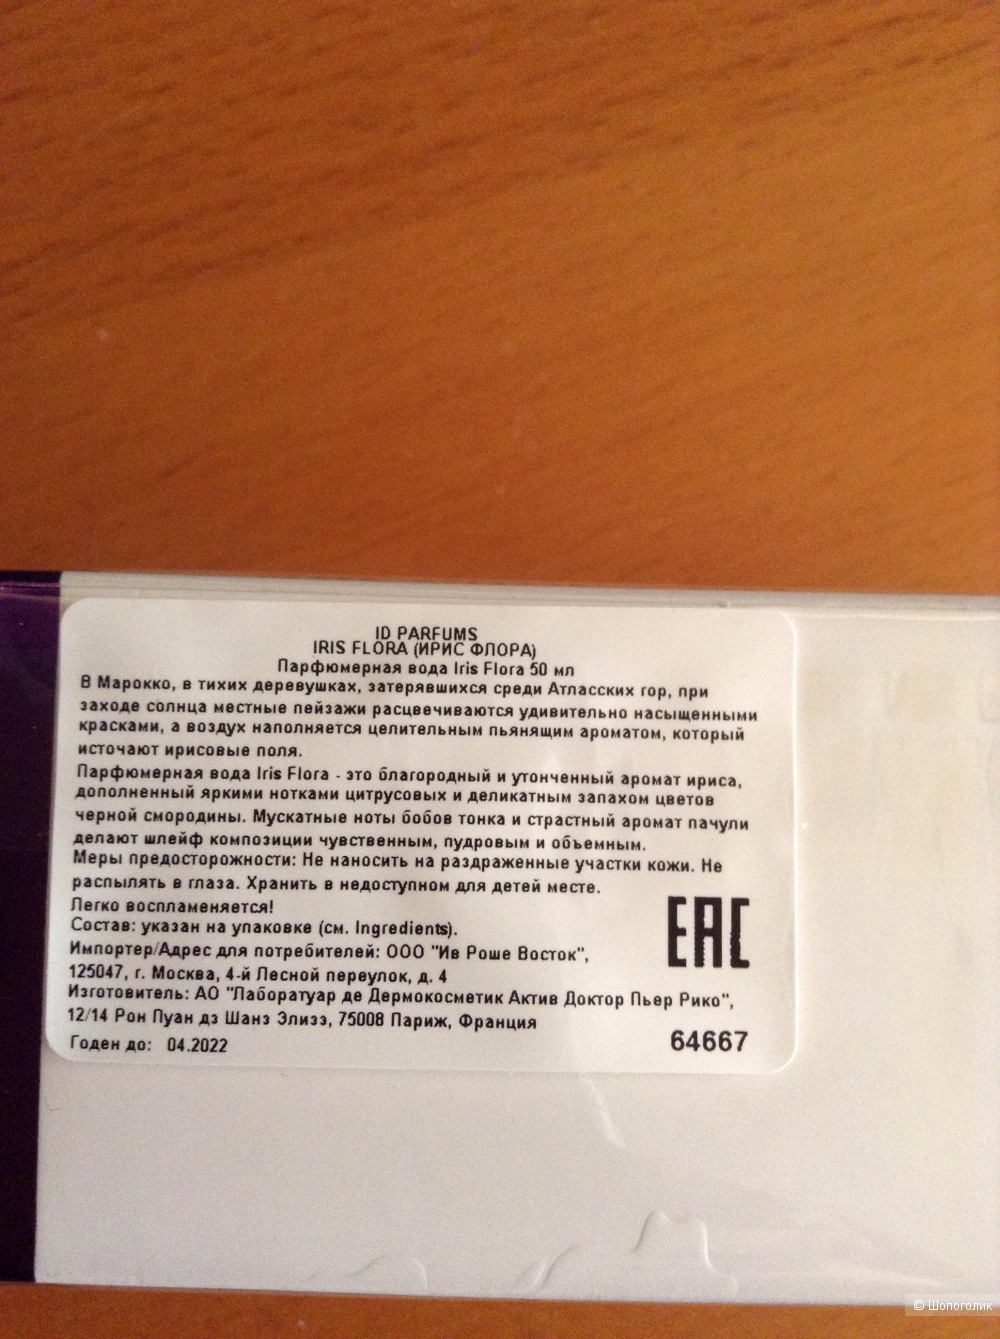 ID PARFUMS
IRIS FLORA (ИРИС ФЛОРА)
Парфюмерная вода Iris Flora 50 мл
В Марокко, в тихих деревушках, затерявшихся среди Атласских гор, при
заходе солнца местные пейзажи расцвечиваются удивительно насыщенными
красками, а воздух наполняется целительным пьянящим ароматом, который
источают ирисовые поля.
Парфюмерная вода Iris Flora - это благородный и утонченный аромат ириса,
дополненный яркими нотками цитрусовых и деликатным запахом цветов
черной смородины. Мускатные ноты бобов тонка и страстный аромат пачули
делают шлейф композиции чувственным, пудровым и объемным.
Меры предосторожности: Не наносить на раздраженные участки кожи. Не
распылять в глаза. Хранить в недоступном для детей месте.
Легко воспламеняется!
Состав: указан на упаковке (см. Ingredients).
Импортер/Адрес для потребителей: ООО "Ив Роше Восток",
125047, г. Москва, 4-й Лесной переулок, д. 4
Изготовитель: АО "Лаборатуар де Дермокосметик Актив Доктор Пьер Рико",
12/14 Рон Пуан дэ Шанз Элизэ, 75008 Париж, Франция
Годен до: 04.2022
EAC
64667
© Шопоголик